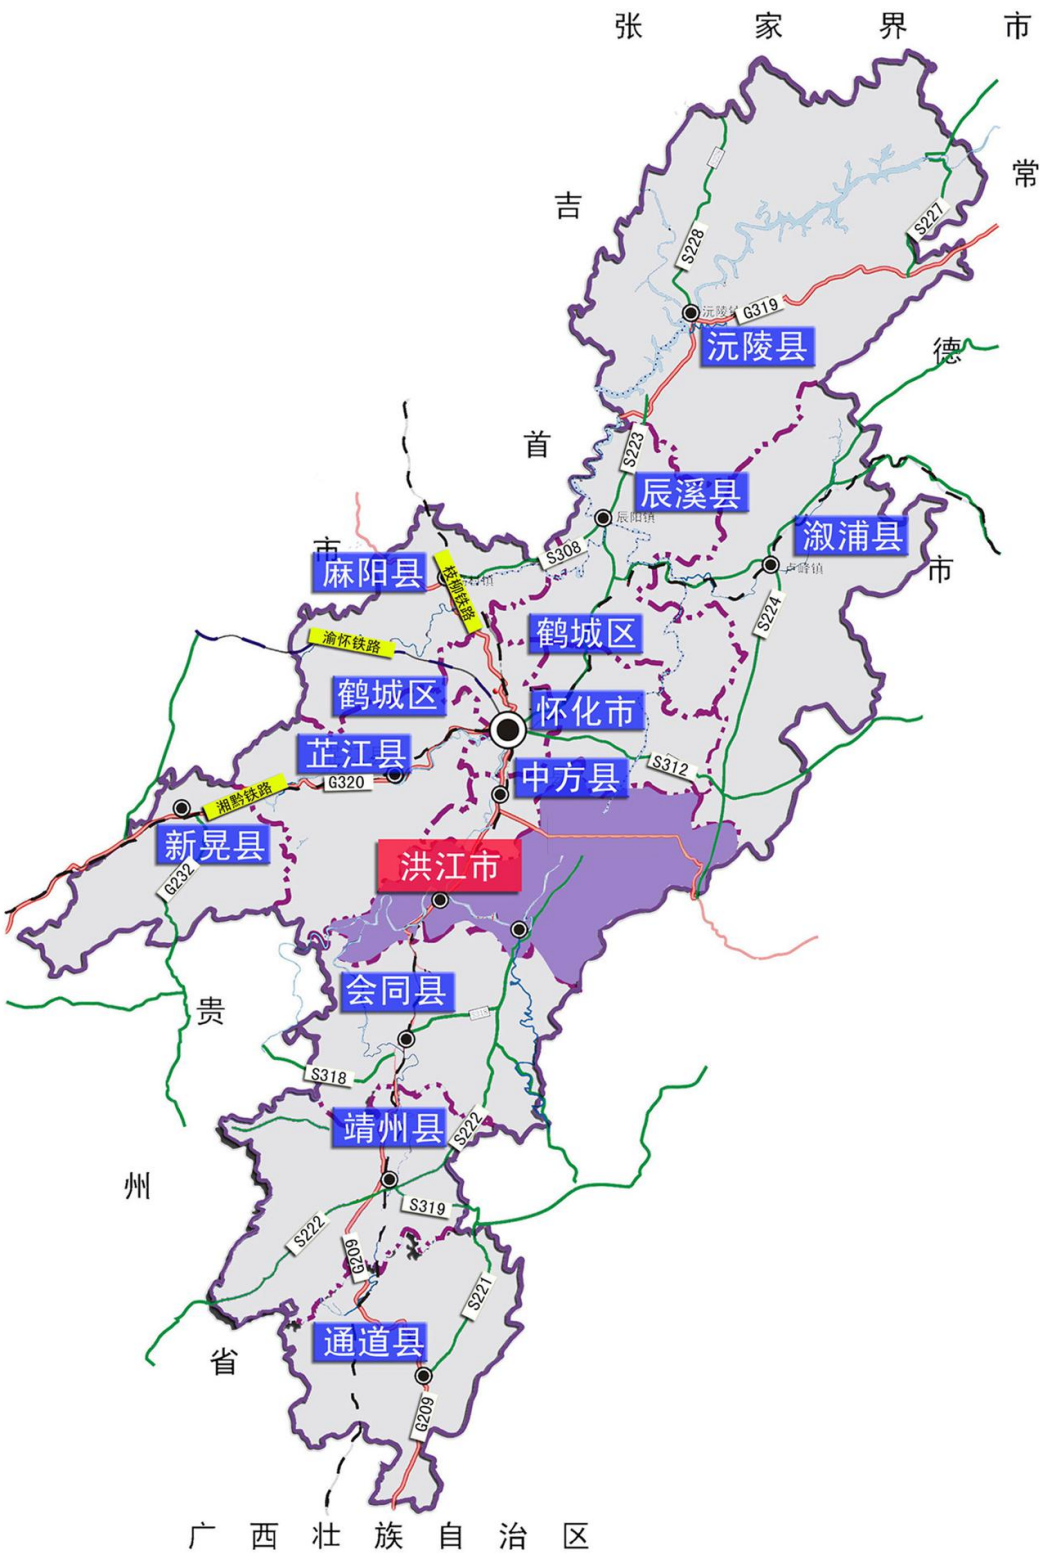 张家界市
常
吉
S227
S228
G319
沅陵县
德
首
S223
辰溪县
辰阳镇
溆浦县
市
S308
市
麻阳县
枝柳铁路
S224
鹤城区
渝怀铁路
鹤城区
怀化市
芷江县
S312
中方县
G320
湘黔铁路
新晃县
洪江市
G232
会同县
贵
S318
靖州县
S222
州
S319
S222
G209
S221
通道县
省
G209
广西壮族自治区